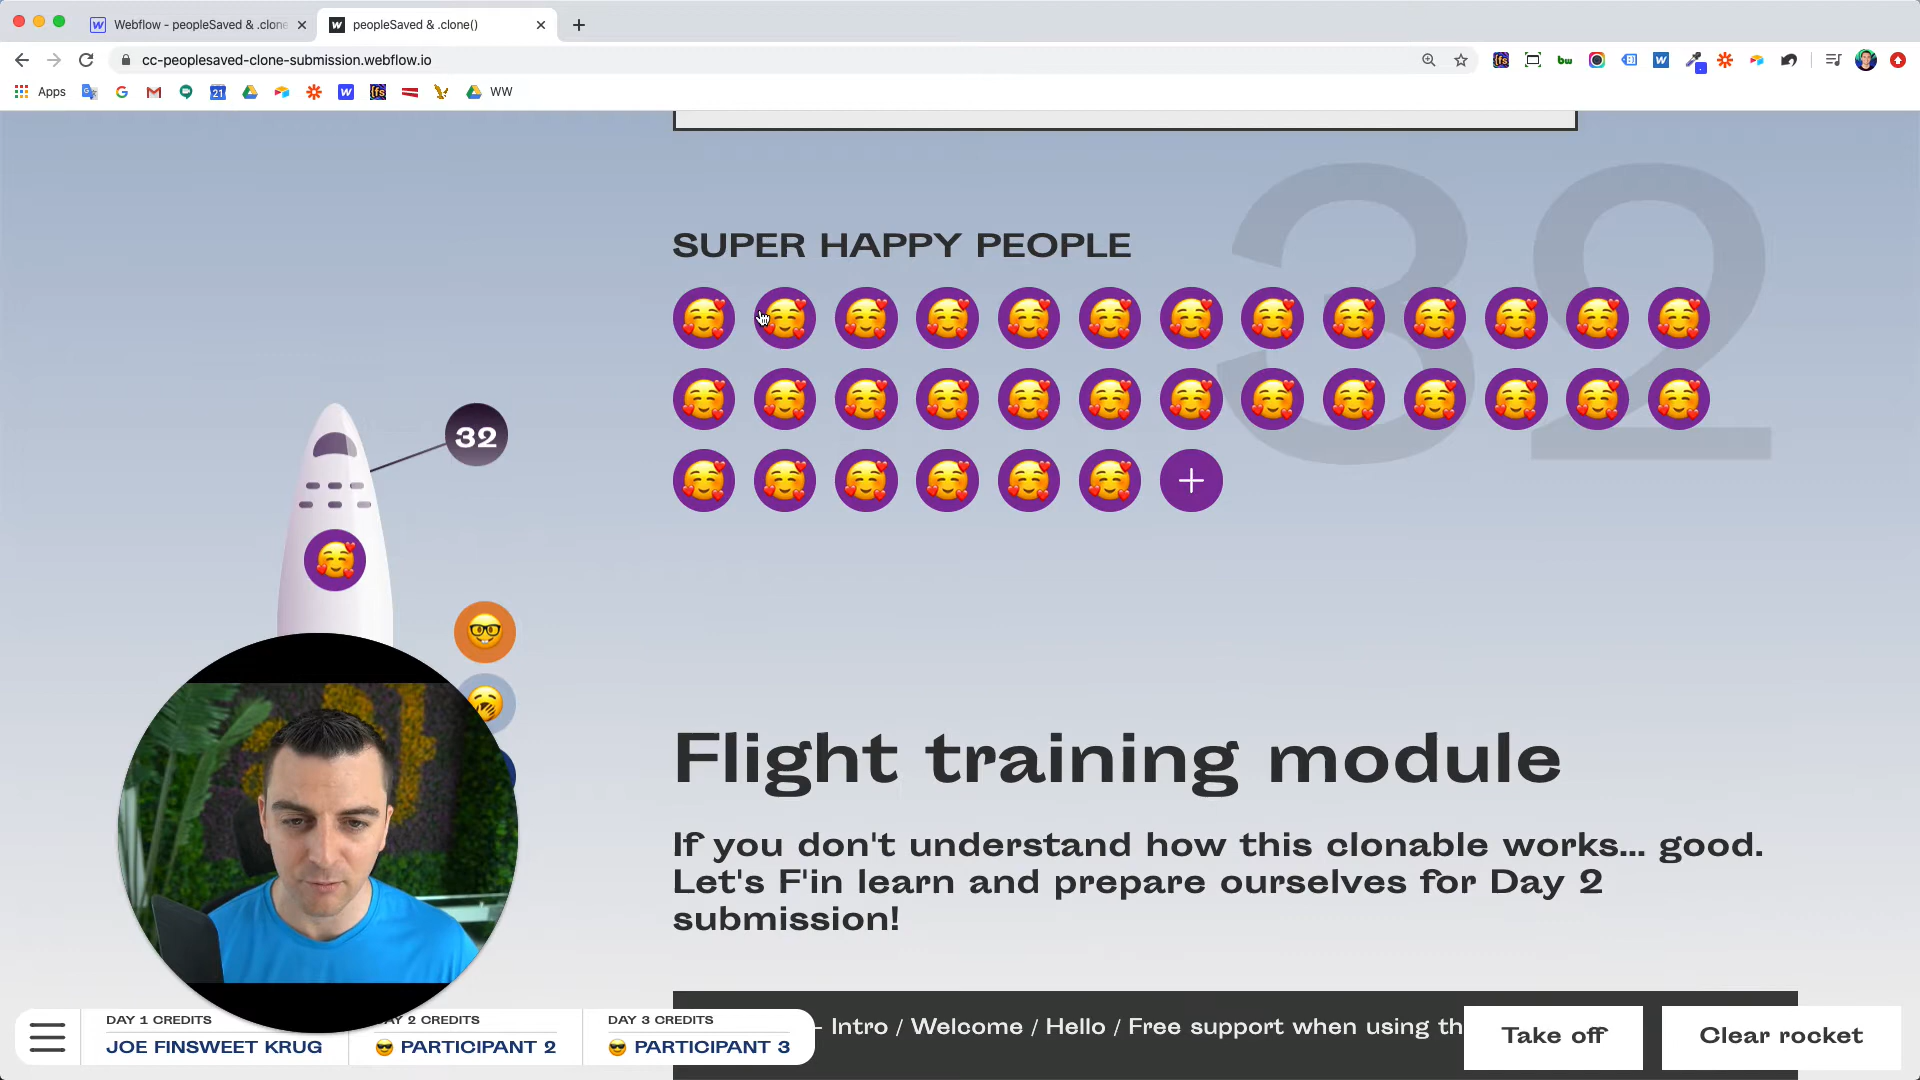 Webflow - peopleSaved & .clone
peopleSaved & .clone()
cc-peoplesaved-clone-submission.webflow.io
Apps
WW
32
SUPER HAPPY PEOPLE
32
Flight training module
If you don't understand how this clonable works... good.
Let's F'in learn and prepare ourselves for Day 2
submission!
- Intro / Welcome / Hello / Free support when using th
Take off
Clear rocket
DAY 1 CREDITS
JOE FINSWEET KRUG
2 CREDITS
😎 PARTICIPANT 2
DAY 3 CREDITS
😎 PARTICIPANT 3